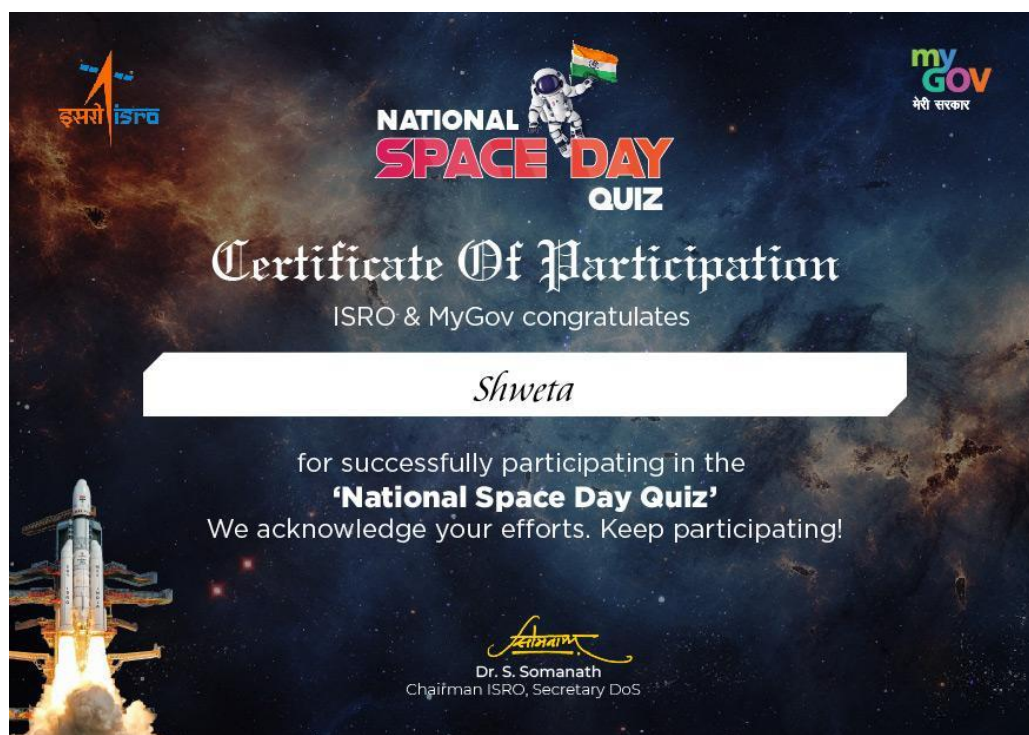 इसरो isro
my
GOV
मेरी सरकार
NATIONAL
SPACE DAY
QUIZ
Certificate Of Participation
ISRO & MyGov congratulates
Shweta
for successfully participating in the
‘National Space Day Quiz’
We acknowledge your efforts. Keep participating!
Dr. S. Somanath
Chairman ISRO, Secretary DoS